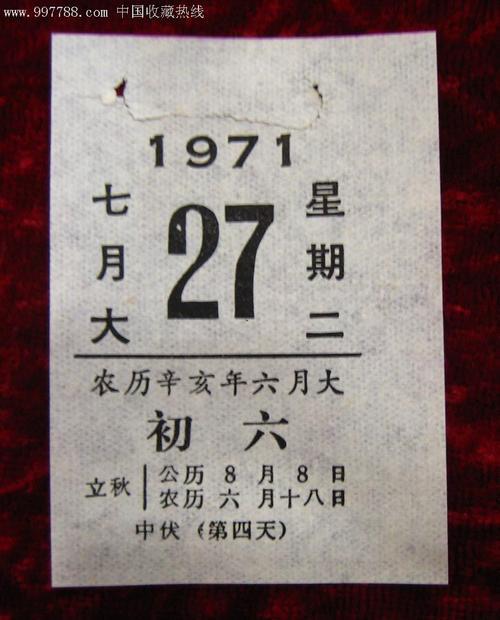 www.997788.com 中国收藏热线
1971
七月大
27
星期二
农历辛亥年六月大
初六
立秋
公历8月8日
农历六月十八日
中伏(第四天)